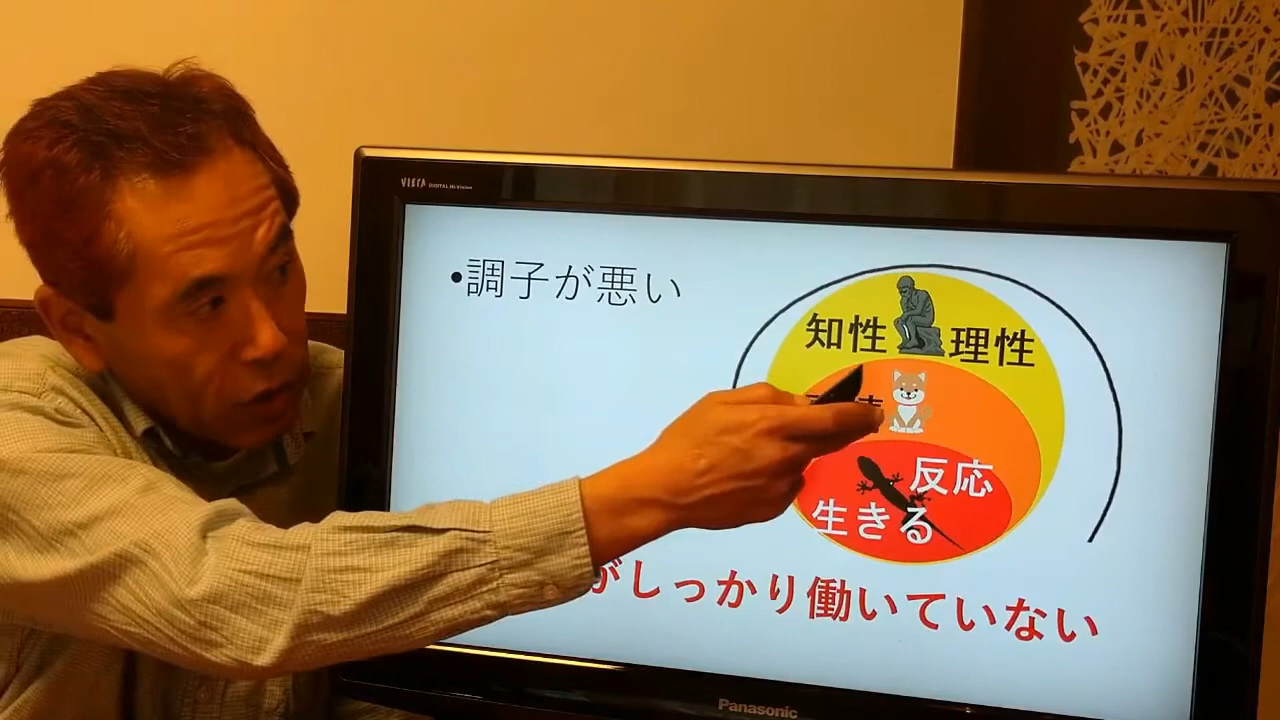 VIERA DIGITAL Hi-Vision
•調子が悪い
知性 理性
反応
生きる
がしっかり働いていない
Panasonic